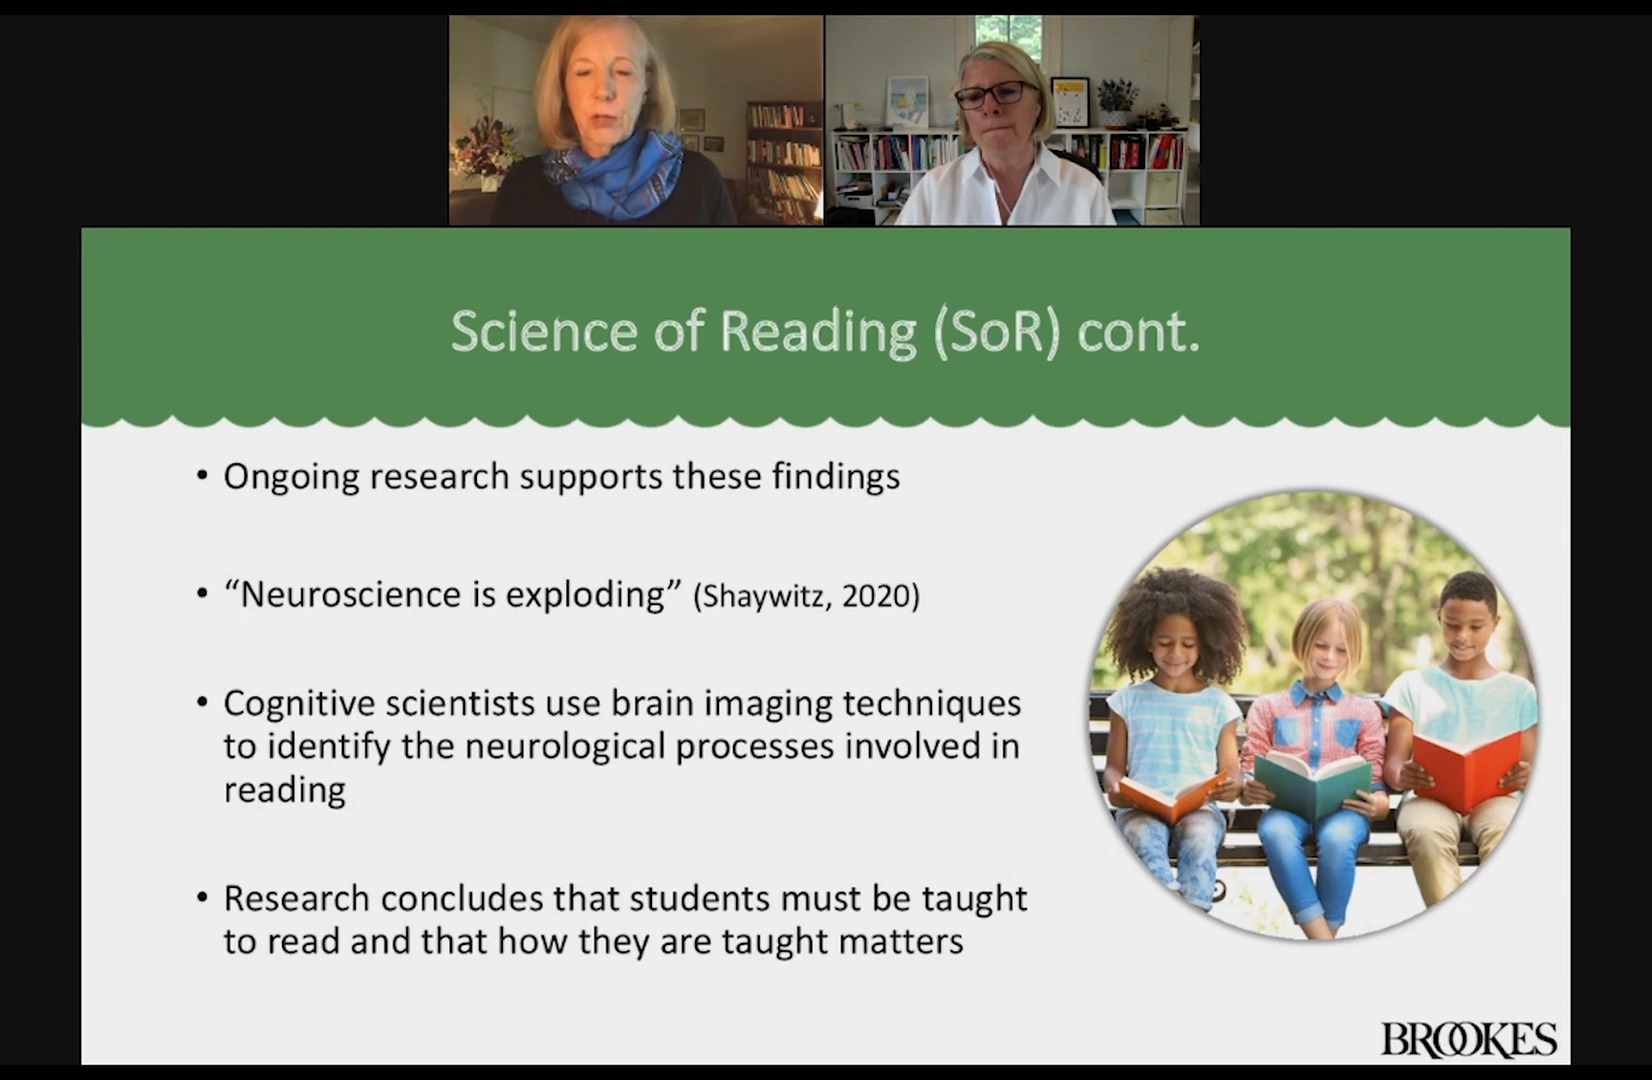 Science of Reading (SoR) cont.
• Ongoing research supports these findings
• “Neuroscience is exploding” (Shaywitz, 2020)
• Cognitive scientists use brain imaging techniques
to identify the neurological processes involved in
reading
• Research concludes that students must be taught
to read and that how they are taught matters
BROOKES